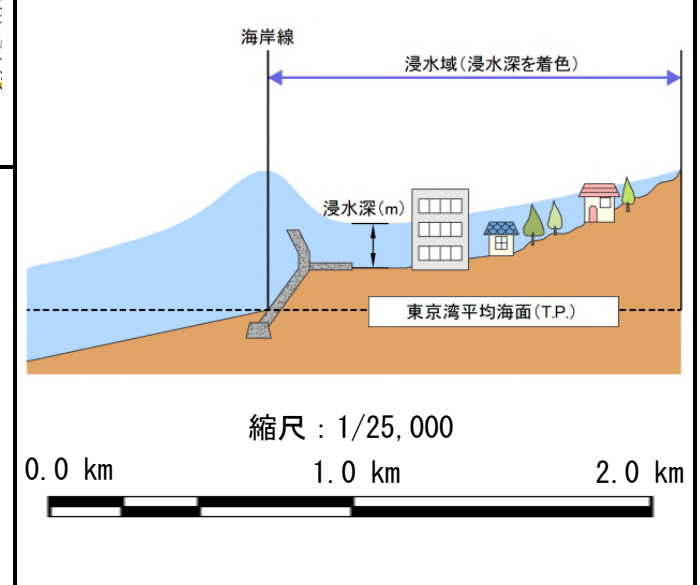 海岸線
浸水域(浸水深を着色)
浸水深(m)
東京湾平均海面(T.P.)
縮尺:1/25,000
0.0 km 1.0 km 2.0 km